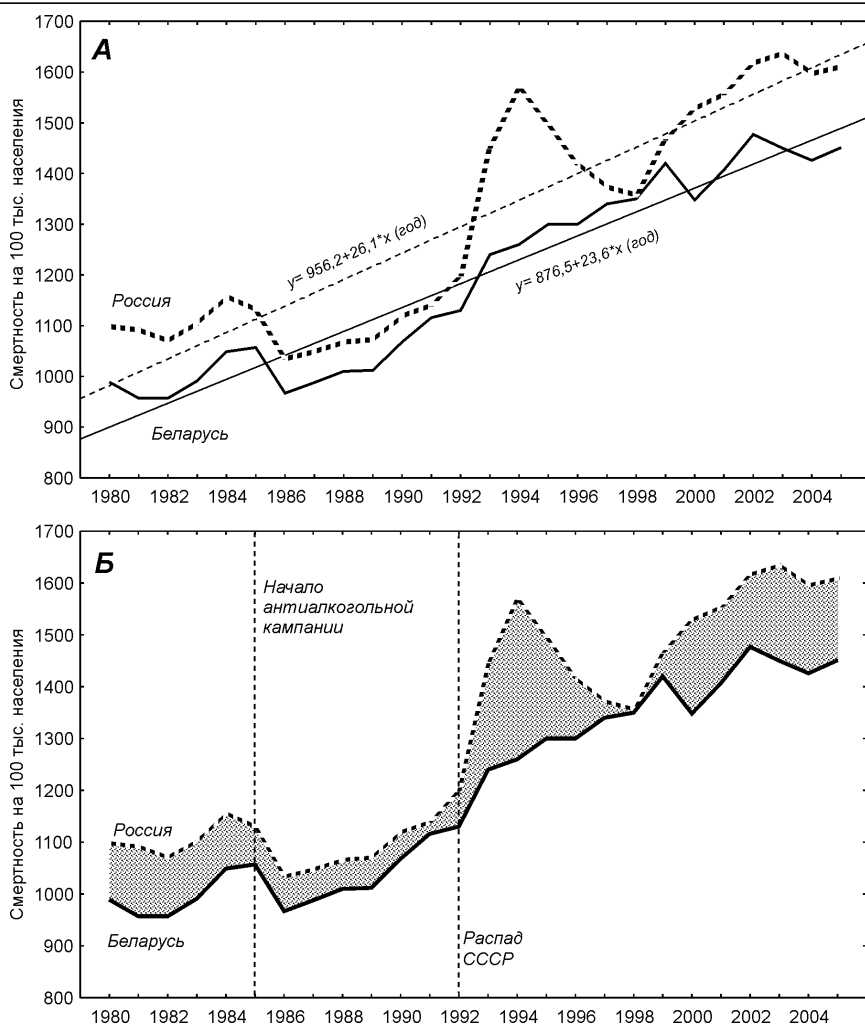 А
Смертность на 100 тыс. населения
1700
1600
1500
1400
1300
1200
1100
1000
900
800
y= 956,2+26,1*x (год)
y= 876,5+23,6*x (год)
Россия
Беларусь
1980 1982 1984 1986 1988 1990 1992 1994 1996 1998 2000 2002 2004
Б
Смертность на 100 тыс. населения
1700
1600
1500
1400
1300
1200
1100
1000
900
800
Начало
антиалкогольной
кампании
Россия
Беларусь
Распад
СССР
1980 1982 1984 1986 1988 1990 1992 1994 1996 1998 2000 2002 2004